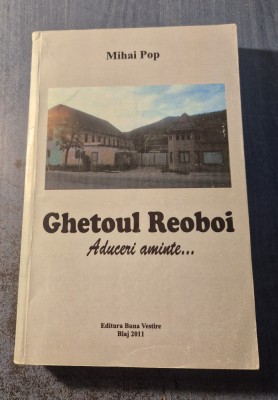 Mihai Pop
Ghetoul Reoboi
Aduceri aminte...
Editura Buna Vestire
Blaj 2011